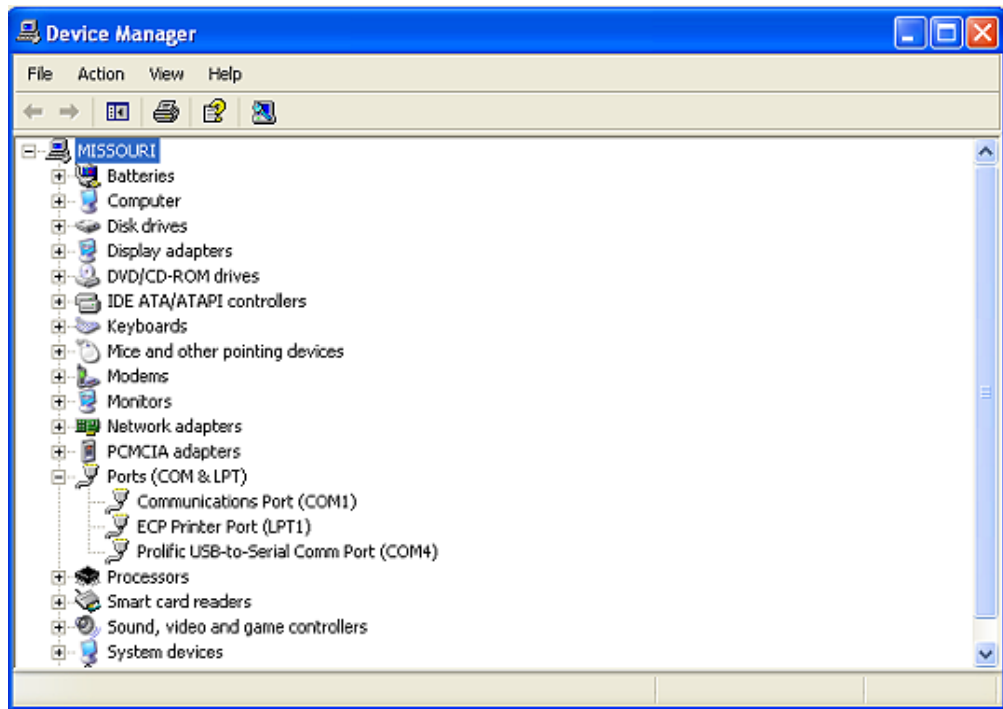 Device Manager
File Action View Help
MISSOURI
Batteries
Computer
Disk drives
Display adapters
DVD/CD-ROM drives
IDE ATA/ATAPI controllers
Keyboards
Mice and other pointing devices
Modems
Monitors
Network adapters
PCMCIA adapters
Ports (COM & LPT)
Communications Port (COM1)
ECP Printer Port (LPT1)
Prolific USB-to-Serial Comm Port (COM4)
Processors
Smart card readers
Sound, video and game controllers
System devices